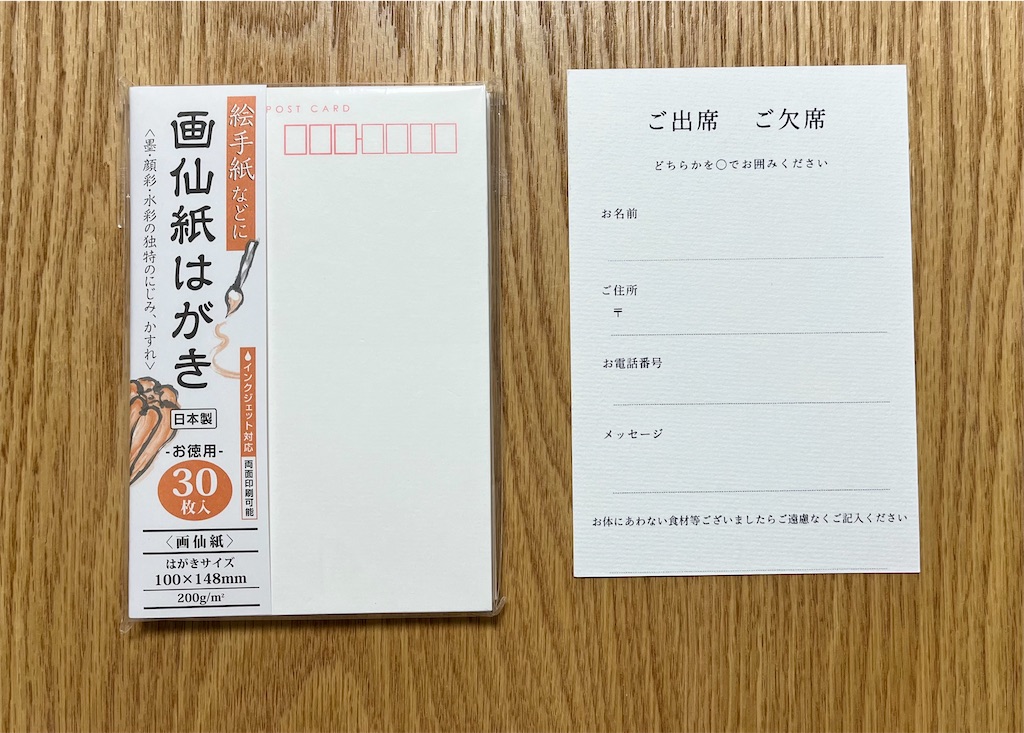 絵手紙などに
画仙紙はがき
<墨・顔彩・水彩の独特のにじみ、かすれ>
インクジェット対応
両面印刷可能
日本製
-お徳用-
30
枚入
〈画仙紙〉
はがきサイズ
100×148mm
200g/m²
POST CARD
ご出席 ご欠席
どちらかを〇でお囲みください
お名前
ご住所
〒
お電話番号
メッセージ
お体にあわない食材等ございましたらご遠慮なくご記入ください